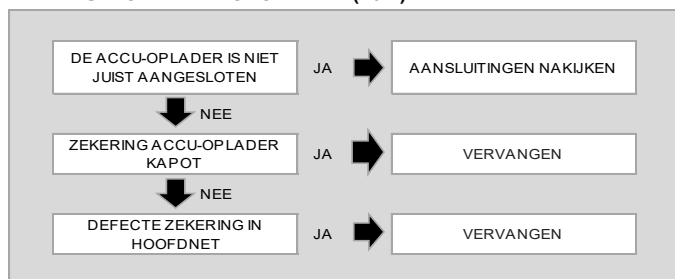 DE ACCU-OPLADER IS NIET
JUIST AANGESLOTEN
JA
AANSLUITINGEN NAKIJKEN
NEE
ZEKERING ACCU-OPLADER
KAPOT
JA
VERVANGEN
NEE
DEFECTE ZEKERING IN
HOOFDNET
JA
VERVANGEN